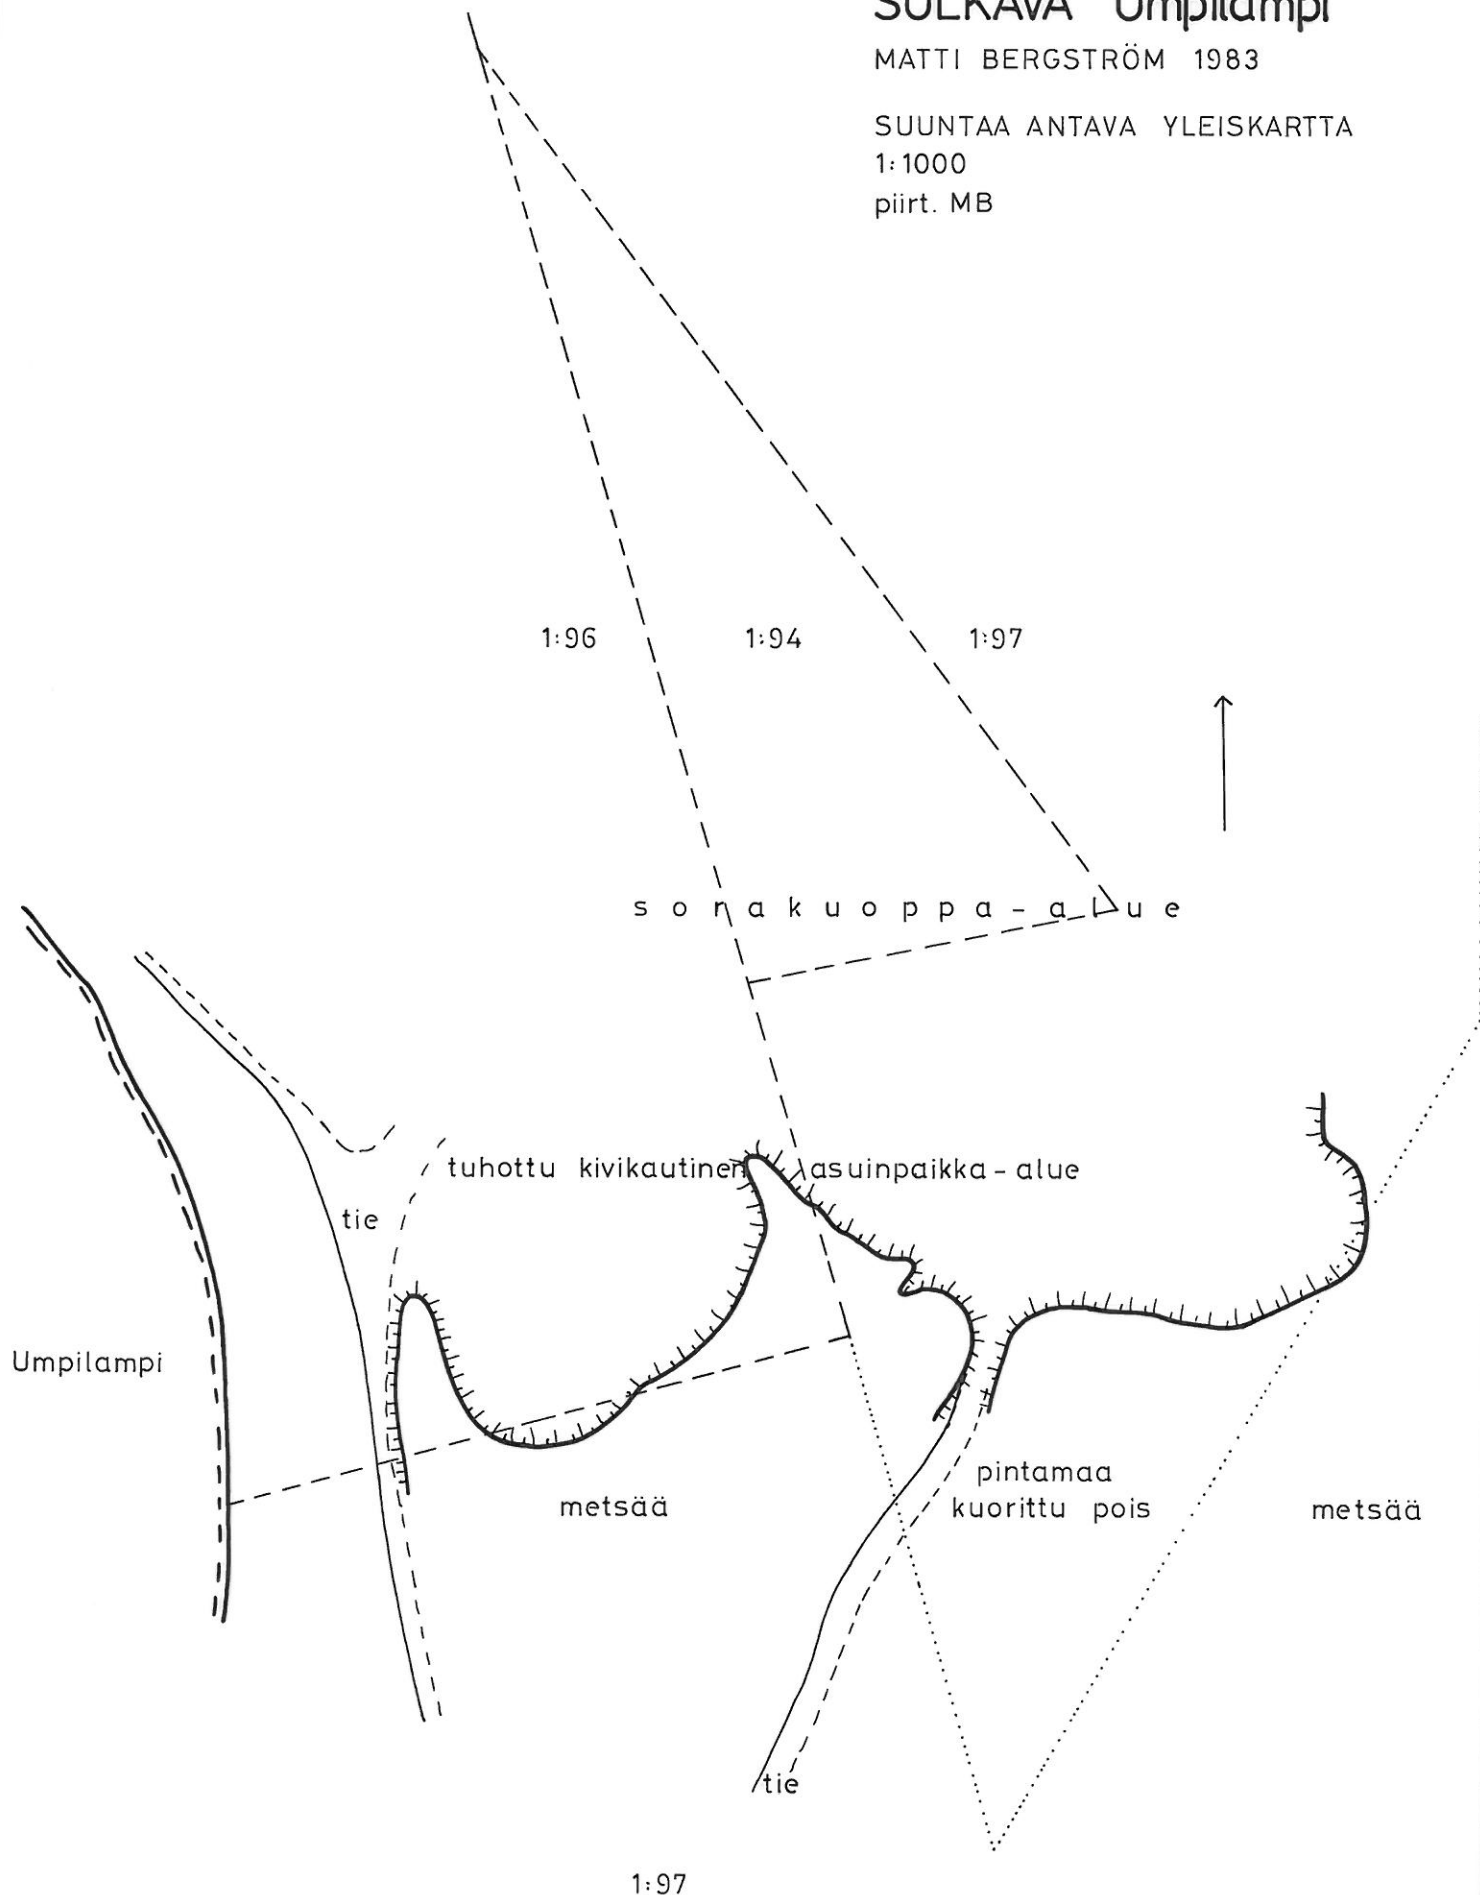 SULKAVA Umpilampi
MATTI BERGSTRÖM 1983
SUUNTAA ANTAVA YLEISKARTTA
1:1000
piirt. MB
1:96 1:94 1:97
sorakuoppa-alue
tuhottu kivikautinen asuinpaikka-alue
tie
Umpilampi
pintamaa
kuorittu pois
metsää
metsää
tie
1:97